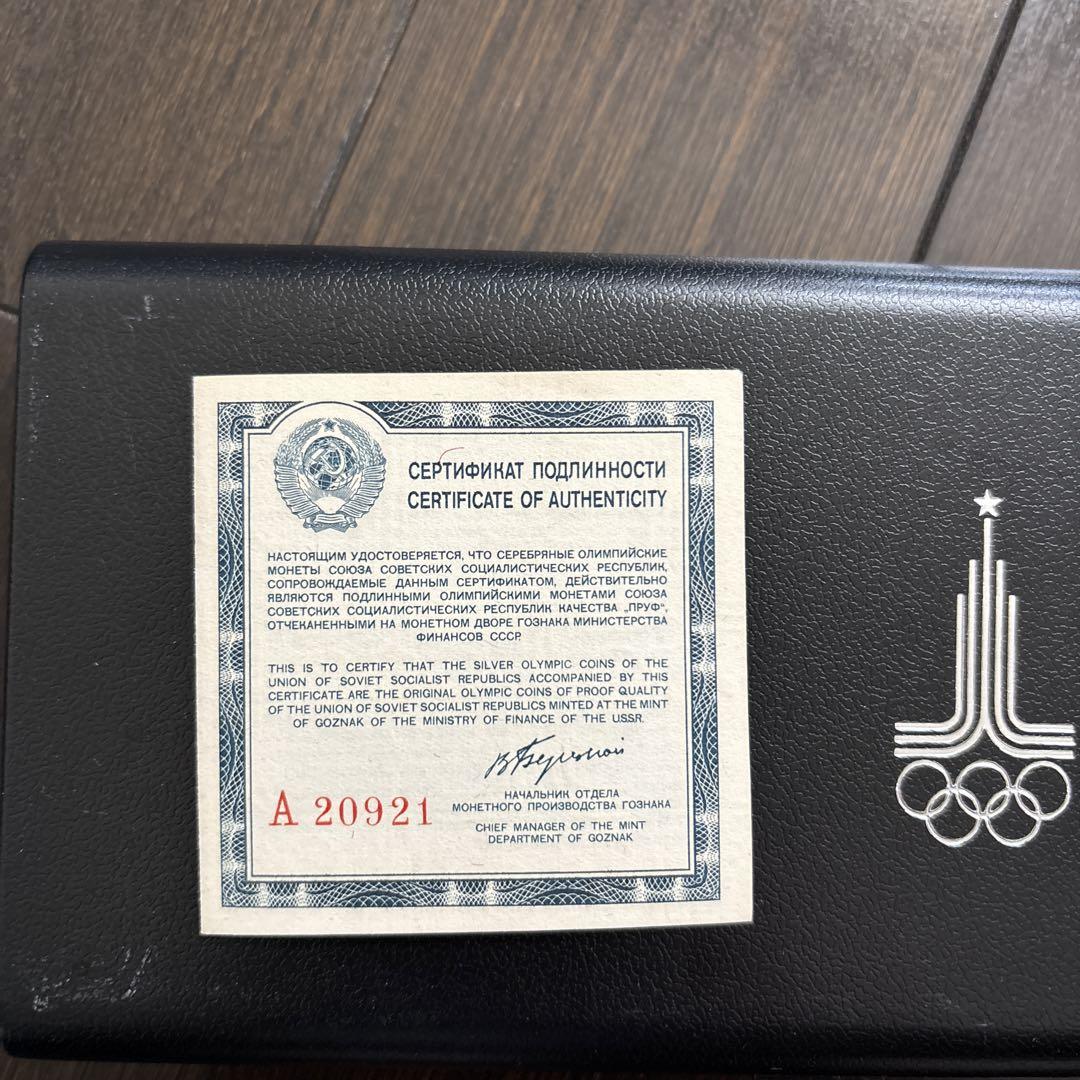 СЕРТИФИКАТ ПОДЛИННОСТИ
CERTIFICATE OF AUTHENTICITY
НАСТОЯЩИМ УДОСТОВЕРЯЕТСЯ, ЧТО СЕРЕБРЯНЫЕ ОЛИМПИЙСКИЕ
МОНЕТЫ СОЮЗА СОВЕТСКИХ СОЦИАЛИСТИЧЕСКИХ РЕСПУБЛИК,
СОПРОВОЖДАЕМЫЕ ДАННЫМ СЕРТИФИКАТОМ, ДЕЙСТВИТЕЛЬНО
ЯВЛЯЮТСЯ ПОДЛИННЫМИ ОЛИМПИЙСКИМИ МОНЕТАМИ СОЮЗА
СОВЕТСКИХ СОЦИАЛИСТИЧЕСКИХ РЕСПУБЛИК КАЧЕСТВА „ПРУФ“,
ОТЧЕКАНЕННЫМИ НА МОНЕТНОМ ДВОРЕ ГОЗНАКА МИНИСТЕРСТВА
ФИНАНСОВ СССР.
THIS IS TO CERTIFY THAT THE SILVER OLYMPIC COINS OF THE
UNION OF SOVIET SOCIALIST REPUBLICS ACCOMPANIED BY THIS
CERTIFICATE ARE THE ORIGINAL OLYMPIC COINS OF PROOF QUALITY
OF THE UNION OF SOVIET SOCIALIST REPUBLICS MINTED AT THE MINT
OF GOZNAK OF THE MINISTRY OF FINANCE OF THE U.S.S.R.
НАЧАЛЬНИК ОТДЕЛА
МОНЕТНОГО ПРОИЗВОДСТВА ГОЗНАКА
A 20921
CHIEF MANAGER OF THE MINT
DEPARTMENT OF GOZNAK